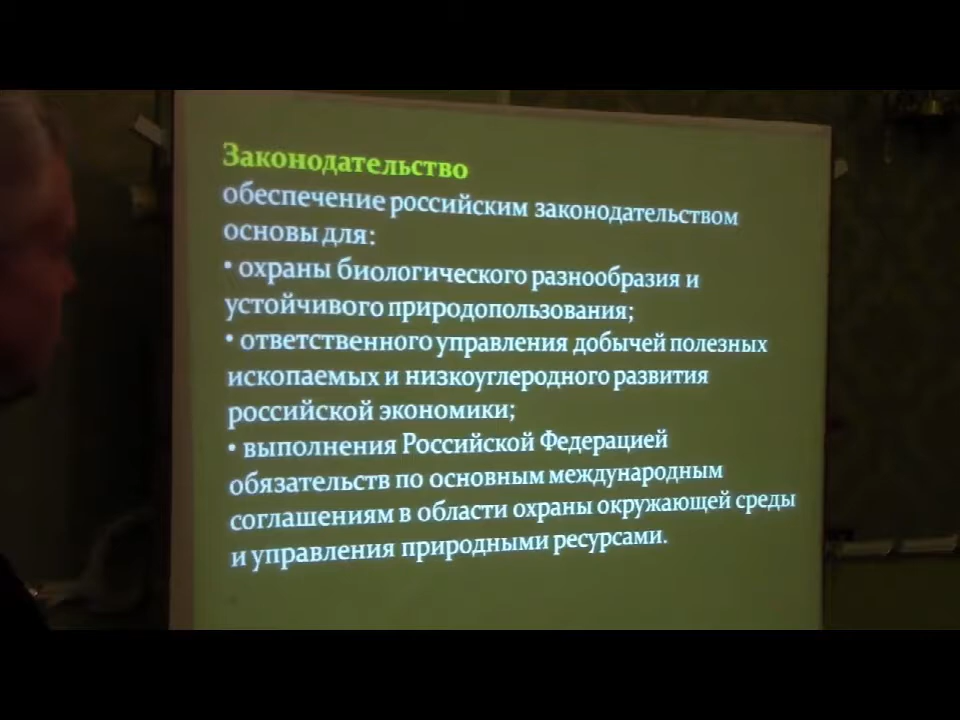 Законодательство
обеспечение российским законодательством
основы для:
• охраны биологического разнообразия и
устойчивого природопользования;
• ответственного управления добычей полезных
ископаемых и низкоуглеродного развития
российской экономики;
• выполнения Российской Федерацией
обязательств по основным международным
соглашениям в области охраны окружающей среды
и управления природными ресурсами.